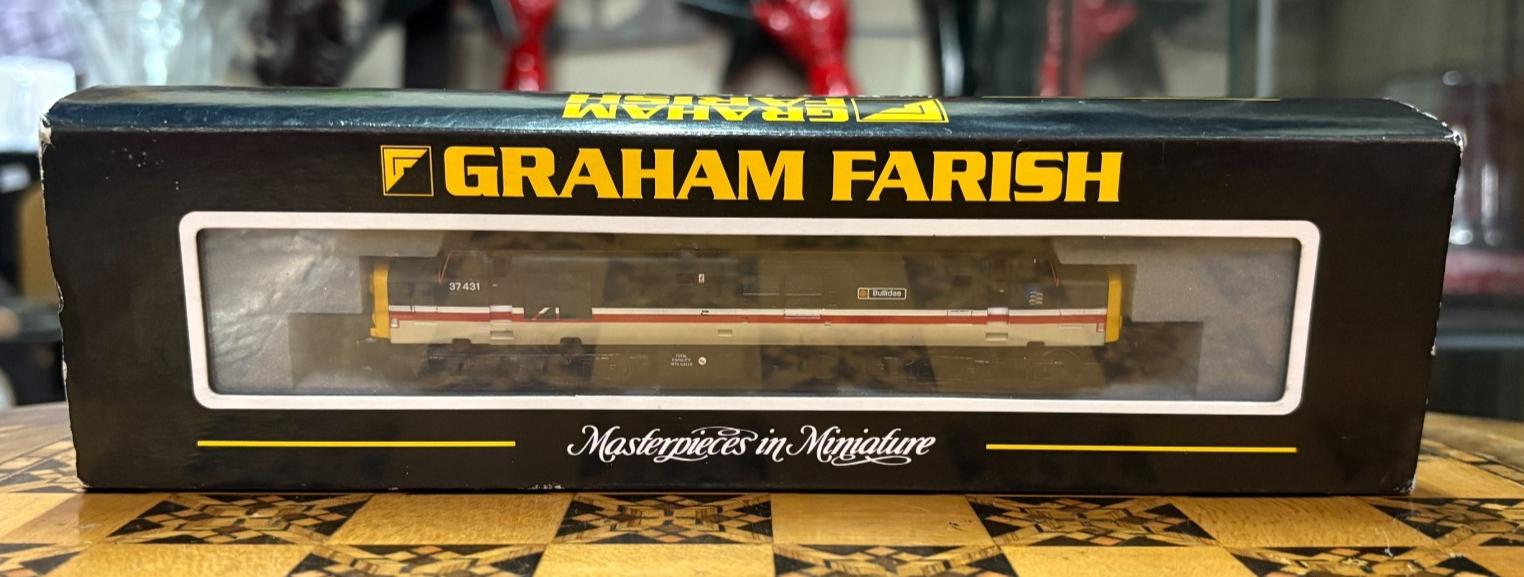 GRAHAM
FARISH
GRAHAM FARISH
37431
Bullidae
Masterpieces in Miniature